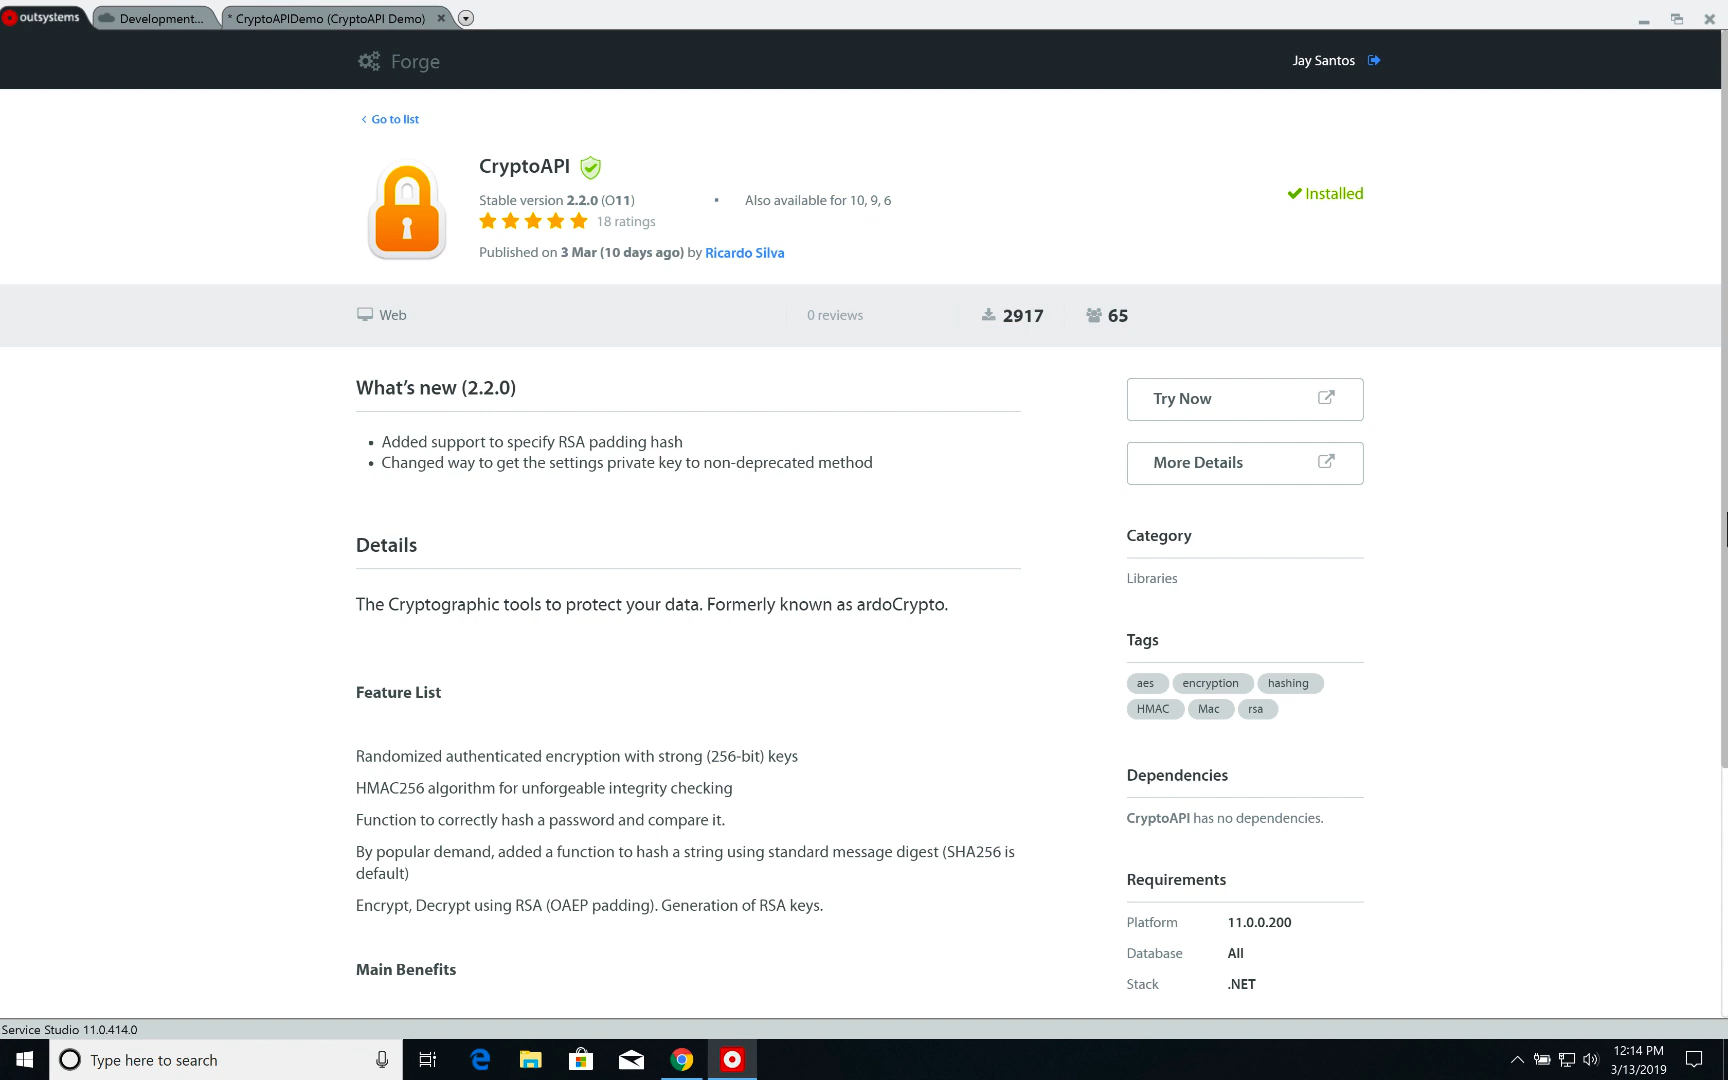 outsystems
Development...
* CryptoAPIDemo (CryptoAPI Demo)
Forge
Jay Santos
Go to list
CryptoAPI
Stable version 2.2.0 (O11)
Also available for 10, 9, 6
Installed
18 ratings
Published on 3 Mar (10 days ago) by Ricardo Silva
Web
0 reviews
2917
65
What's new (2.2.0)
• Added support to specify RSA padding hash
• Changed way to get the settings private key to non-deprecated method
Details
The Cryptographic tools to protect your data. Formerly known as ardoCrypto.
Feature List
Randomized authenticated encryption with strong (256-bit) keys
HMAC256 algorithm for unforgeable integrity checking
Function to correctly hash a password and compare it.
By popular demand, added a function to hash a string using standard message digest (SHA256 is
default)
Encrypt, Decrypt using RSA (OAEP padding). Generation of RSA keys.
Main Benefits
Try Now
More Details
Category
Libraries
Tags
aes encryption hashing
HMAC Mac rsa
Dependencies
CryptoAPI has no dependencies.
Requirements
Platform 11.0.0.200
Database All
Stack .NET
Service Studio 11.0.414.0
Type here to search
12:14 PM
3/13/2019